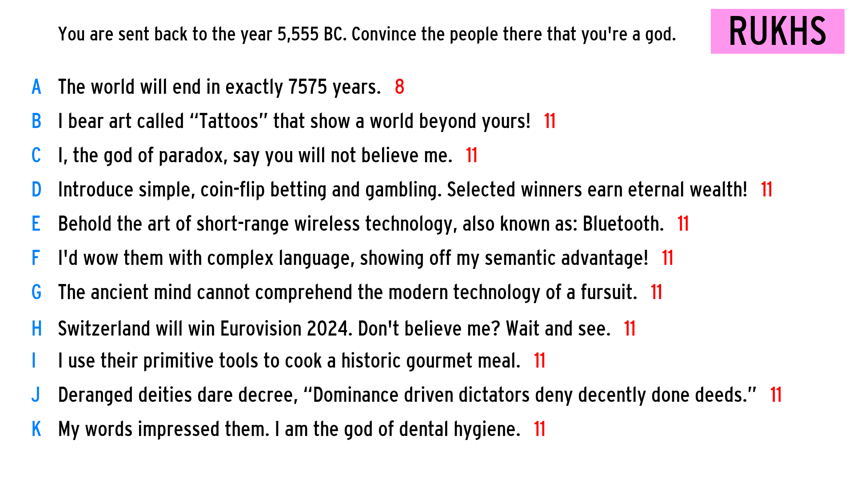 You are sent back to the year 5,555 BC. Convince the people there that you're a god.
RUKHS
A The world will end in exactly 7575 years. 8
B I bear art called “Tattoos” that show a world beyond yours! 11
C I, the god of paradox, say you will not believe me. 11
D Introduce simple, coin-flip betting and gambling. Selected winners earn eternal wealth! 11
E Behold the art of short-range wireless technology, also known as: Bluetooth. 11
F I'd wow them with complex language, showing off my semantic advantage! 11
G The ancient mind cannot comprehend the modern technology of a fursuit. 11
H Switzerland will win Eurovision 2024. Don't believe me? Wait and see. 11
I I use their primitive tools to cook a historic gourmet meal. 11
J Deranged deities dare decree, “Dominance driven dictators deny decently done deeds.” 11
K My words impressed them. I am the god of dental hygiene. 11